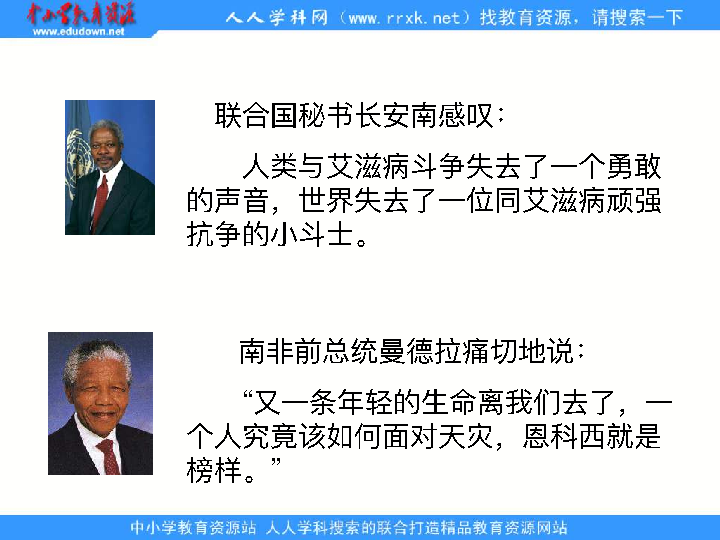 中小学教育资源
www.edudown.net
人人学科网（www.rrxk.net）找教育资源，请搜索一下
联合国秘书长安南感叹：
人类与艾滋病斗争失去了一个勇敢
的声音，世界失去了一位同艾滋病顽强
抗争的小斗士。
南非前总统曼德拉痛切地说：
“又一条年轻的生命离我们去了，一
个人究竟该如何面对天灾，恩科西就是
榜样。”
中小学教育资源站 人人学科搜索的联合打造精品教育资源网站